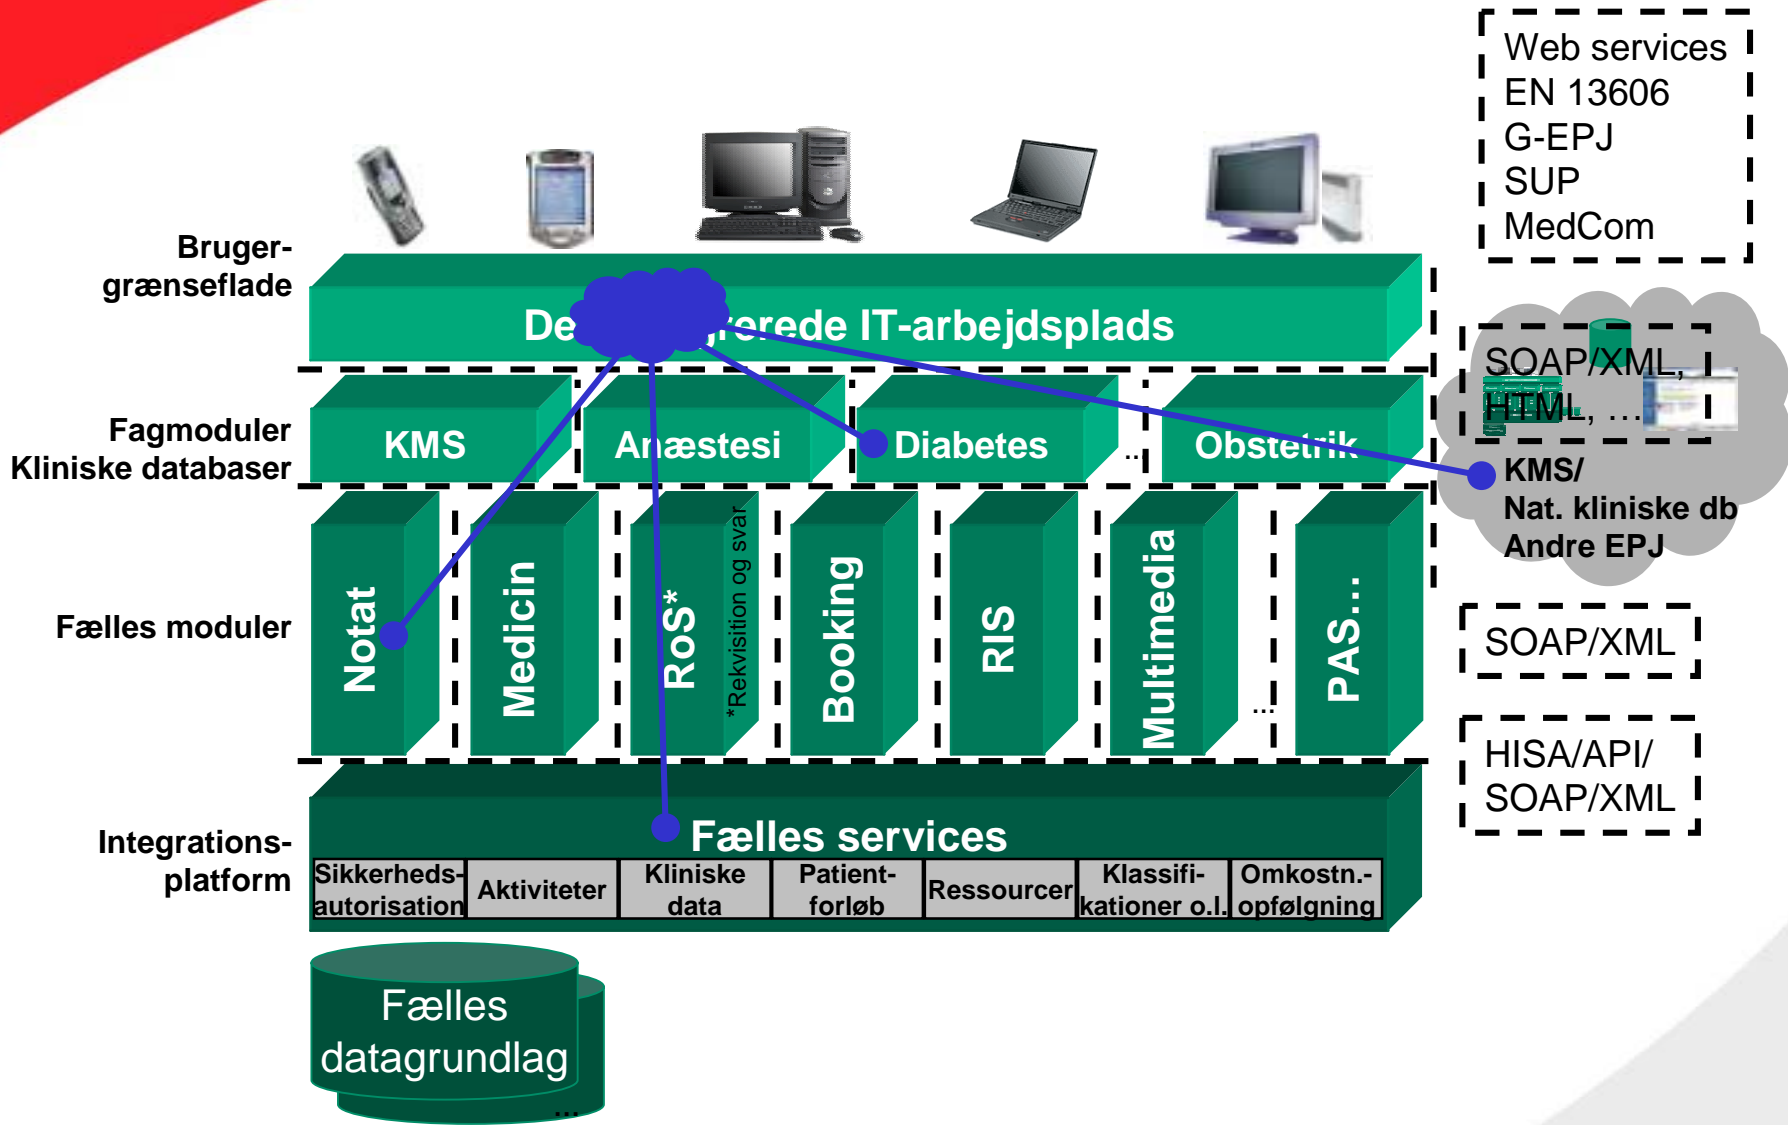 Web services
EN 13606
G-EPJ
SUP
MedCom
Bruger-
grænseflade
De rerede IT-arbejdsplads
SOAP/XML,
HTML, ...
Fagmoduler
Kliniske databaser
KMS
Anæstesi
Diabetes
...
Obstetrik
KMS/
Nat. kliniske db
Andre EPJ
Fælles moduler
Notat
Medicin
RoS*
*Rekvisition og svar
Booking
RIS
Multimedia
...
PAS...
SOAP/XML
HISA/API/
SOAP/XML
Integrations-
platform
Fælles services
Sikkerheds-
autorisation
Aktiviteter
Kliniske
data
Patient-
forløb
Ressourcer
Klassifi-
kationer o.l.
Omkostn.-
opfølgning
Fælles
datagrundlag
...